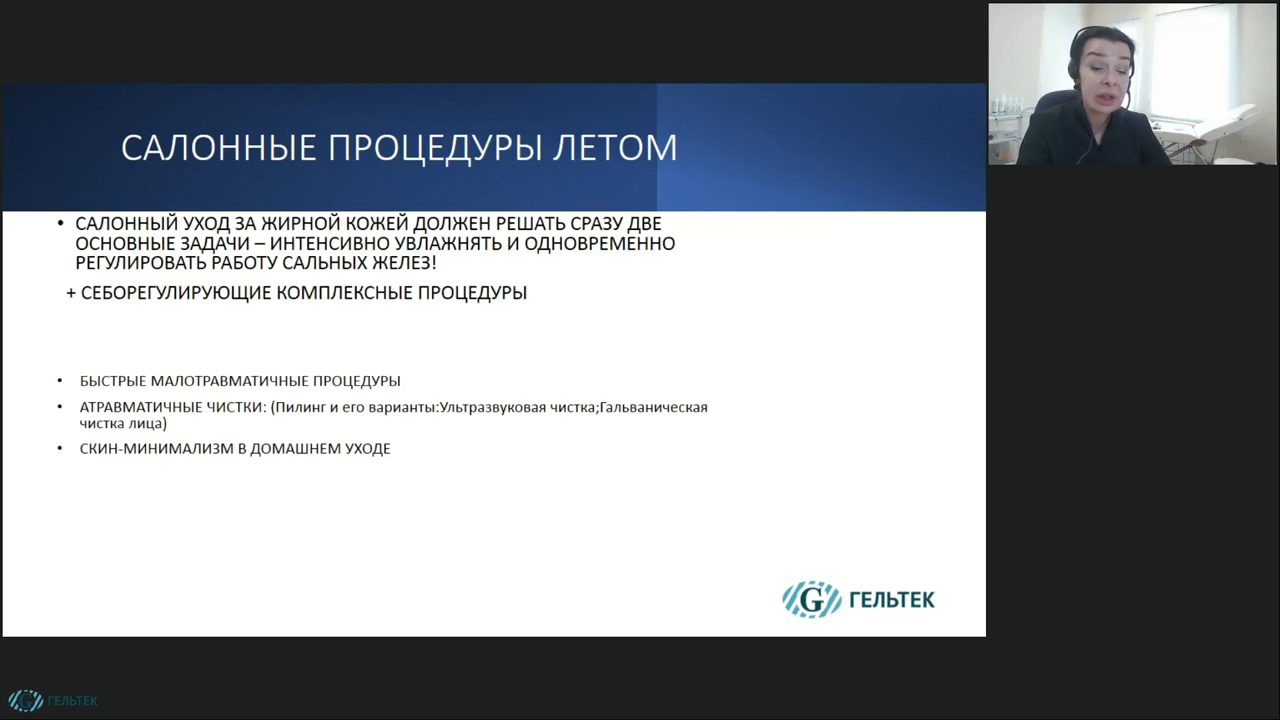 САЛОННЫЕ ПРОЦЕДУРЫ ЛЕТОМ
• САЛОННЫЙ УХОД ЗА ЖИРНОЙ КОЖЕЙ ДОЛЖЕН РЕШАТЬ СРАЗУ ДВЕ
ОСНОВНЫЕ ЗАДАЧИ – ИНТЕНСИВНО УВЛАЖНЯТЬ И ОДНОВРЕМЕННО
РЕГУЛИРОВАТЬ РАБОТУ САЛЬНЫХ ЖЕЛЕЗ!
+ СЕБОРЕГУЛИРУЮЩИЕ КОМПЛЕКСНЫЕ ПРОЦЕДУРЫ
• БЫСТРЫЕ МАЛОТРАВМАТИЧНЫЕ ПРОЦЕДУРЫ
• АТРАВМАТИЧНЫЕ ЧИСТКИ: (Пилинг и его варианты:Ультразвуковая чистка;Гальваническая
чистка лица)
• СКИН-МИНИМАЛИЗМ В ДОМАШНЕМ УХОДЕ
G ГЕЛЬТЕК
G ГЕЛЬТЕК